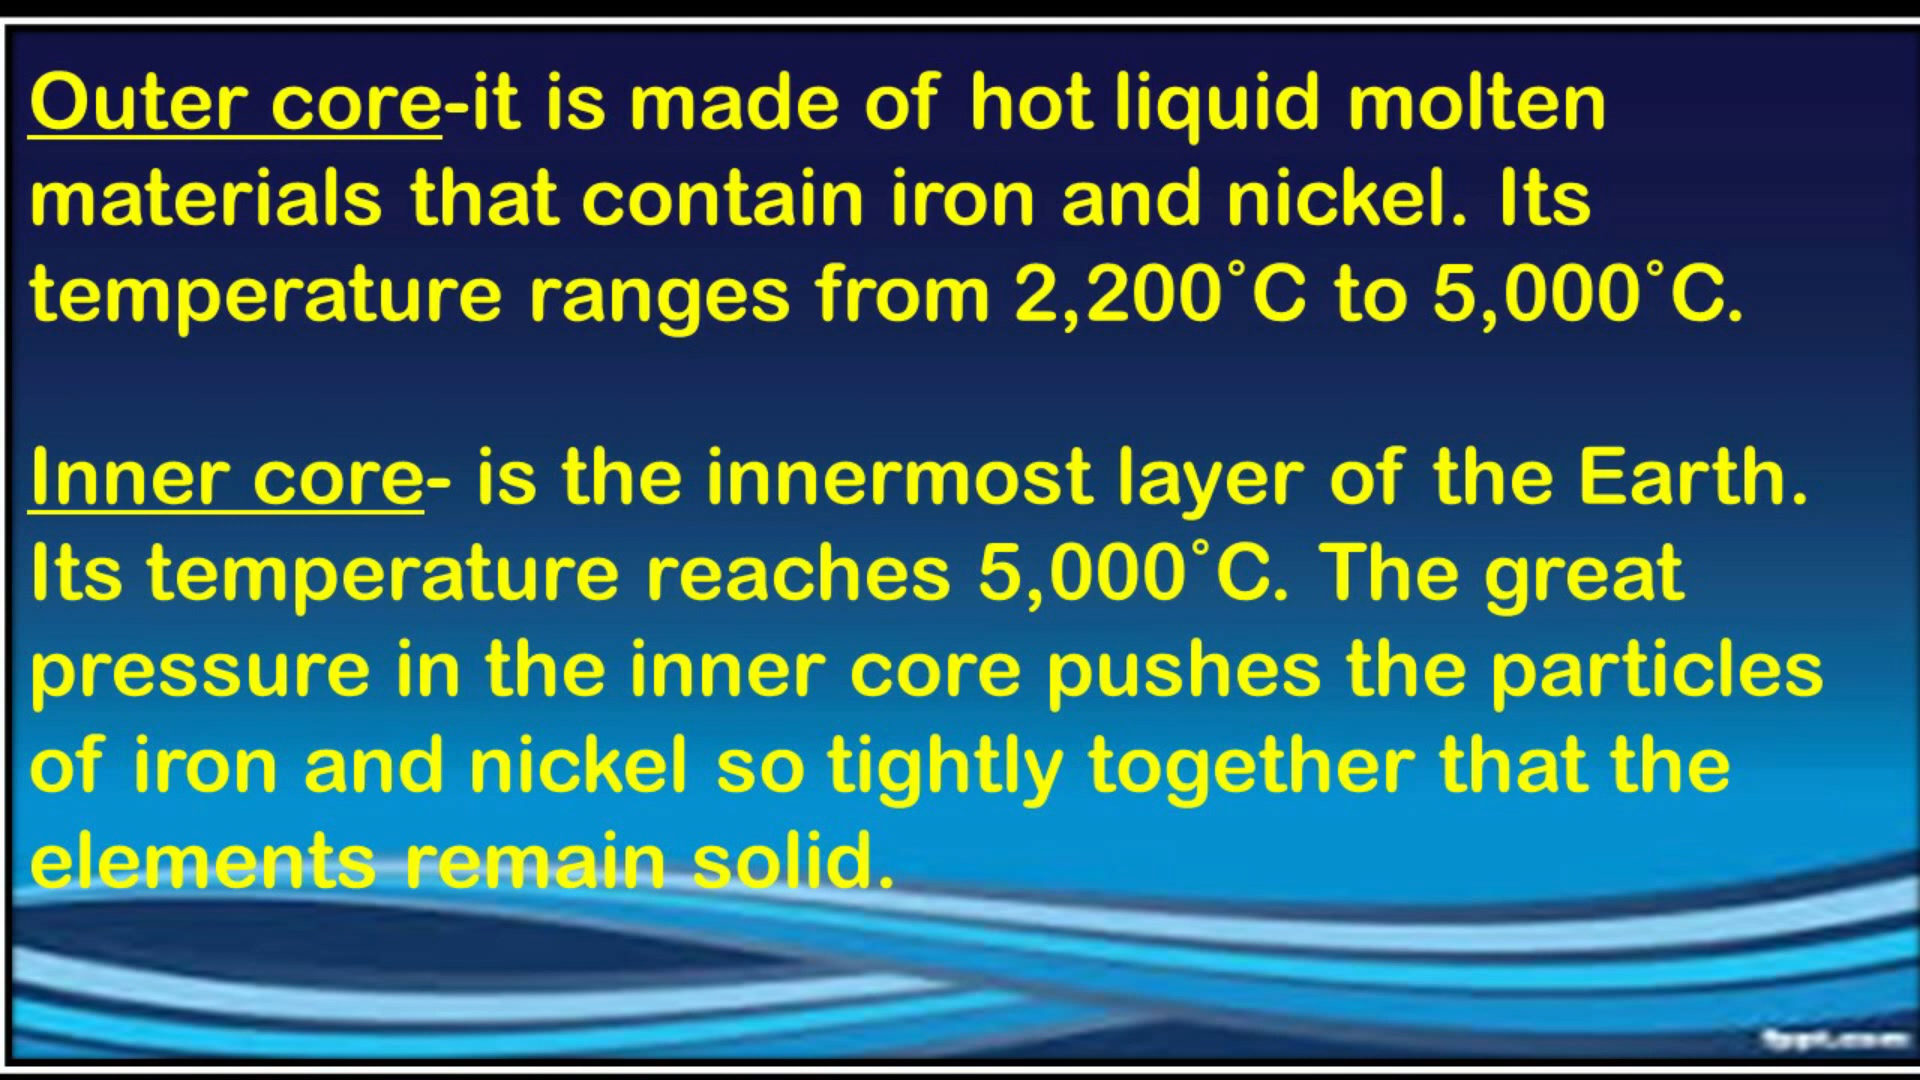 Outer core-it is made of hot liquid molten
materials that contain iron and nickel. Its
temperature ranges from 2,200˚C to 5,000˚C.
Inner core- is the innermost layer of the Earth.
Its temperature reaches 5,000˚C. The great
pressure in the inner core pushes the particles
of iron and nickel so tightly together that the
elements remain solid.
fppt.com